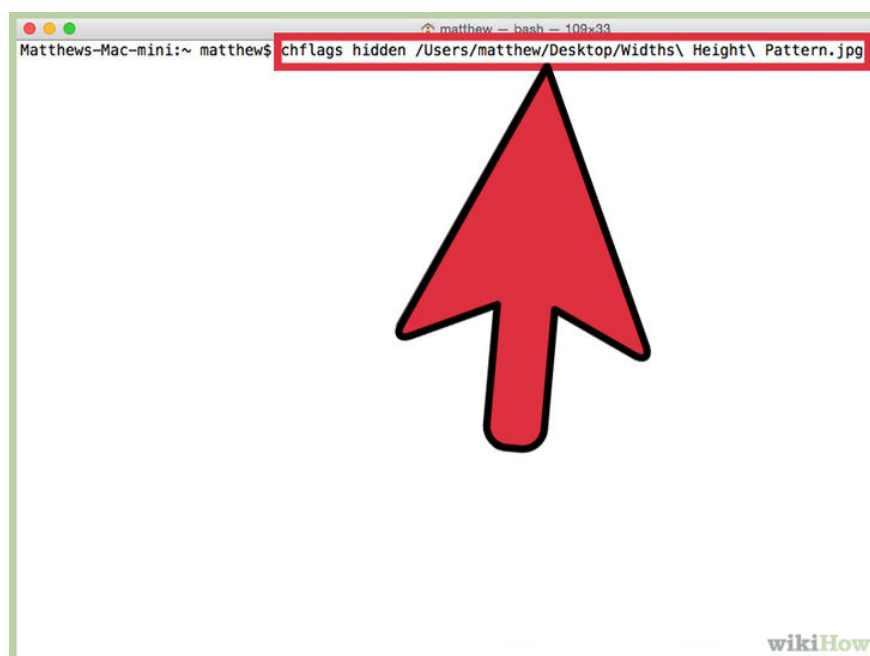 matthew — bash — 109×33
Matthews-Mac-mini:~ matthew$ chflags hidden /Users/matthew/Desktop/Widths\ Height\ Pattern.jpg
wikiHow